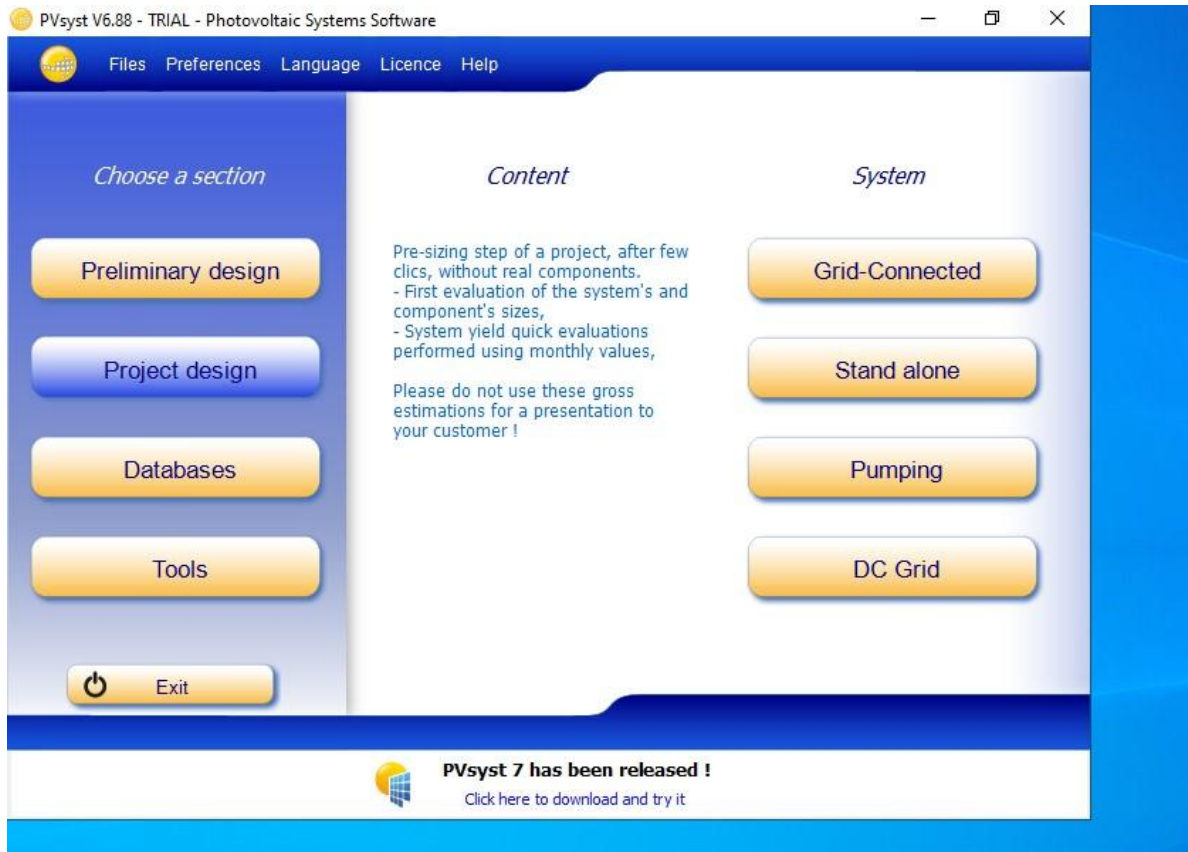 PVsyst V6.88 - TRIAL - Photovoltaic Systems Software
Files Preferences Language Licence Help
Choose a section
Preliminary design
Project design
Databases
Tools
Exit
Content
Pre-sizing step of a project, after few
clics, without real components.
- First evaluation of the system's and
component's sizes,
- System yield quick evaluations
performed using monthly values,
Please do not use these gross
estimations for a presentation to
your customer !
System
Grid-Connected
Stand alone
Pumping
DC Grid
PVsyst 7 has been released !
Click here to download and try it